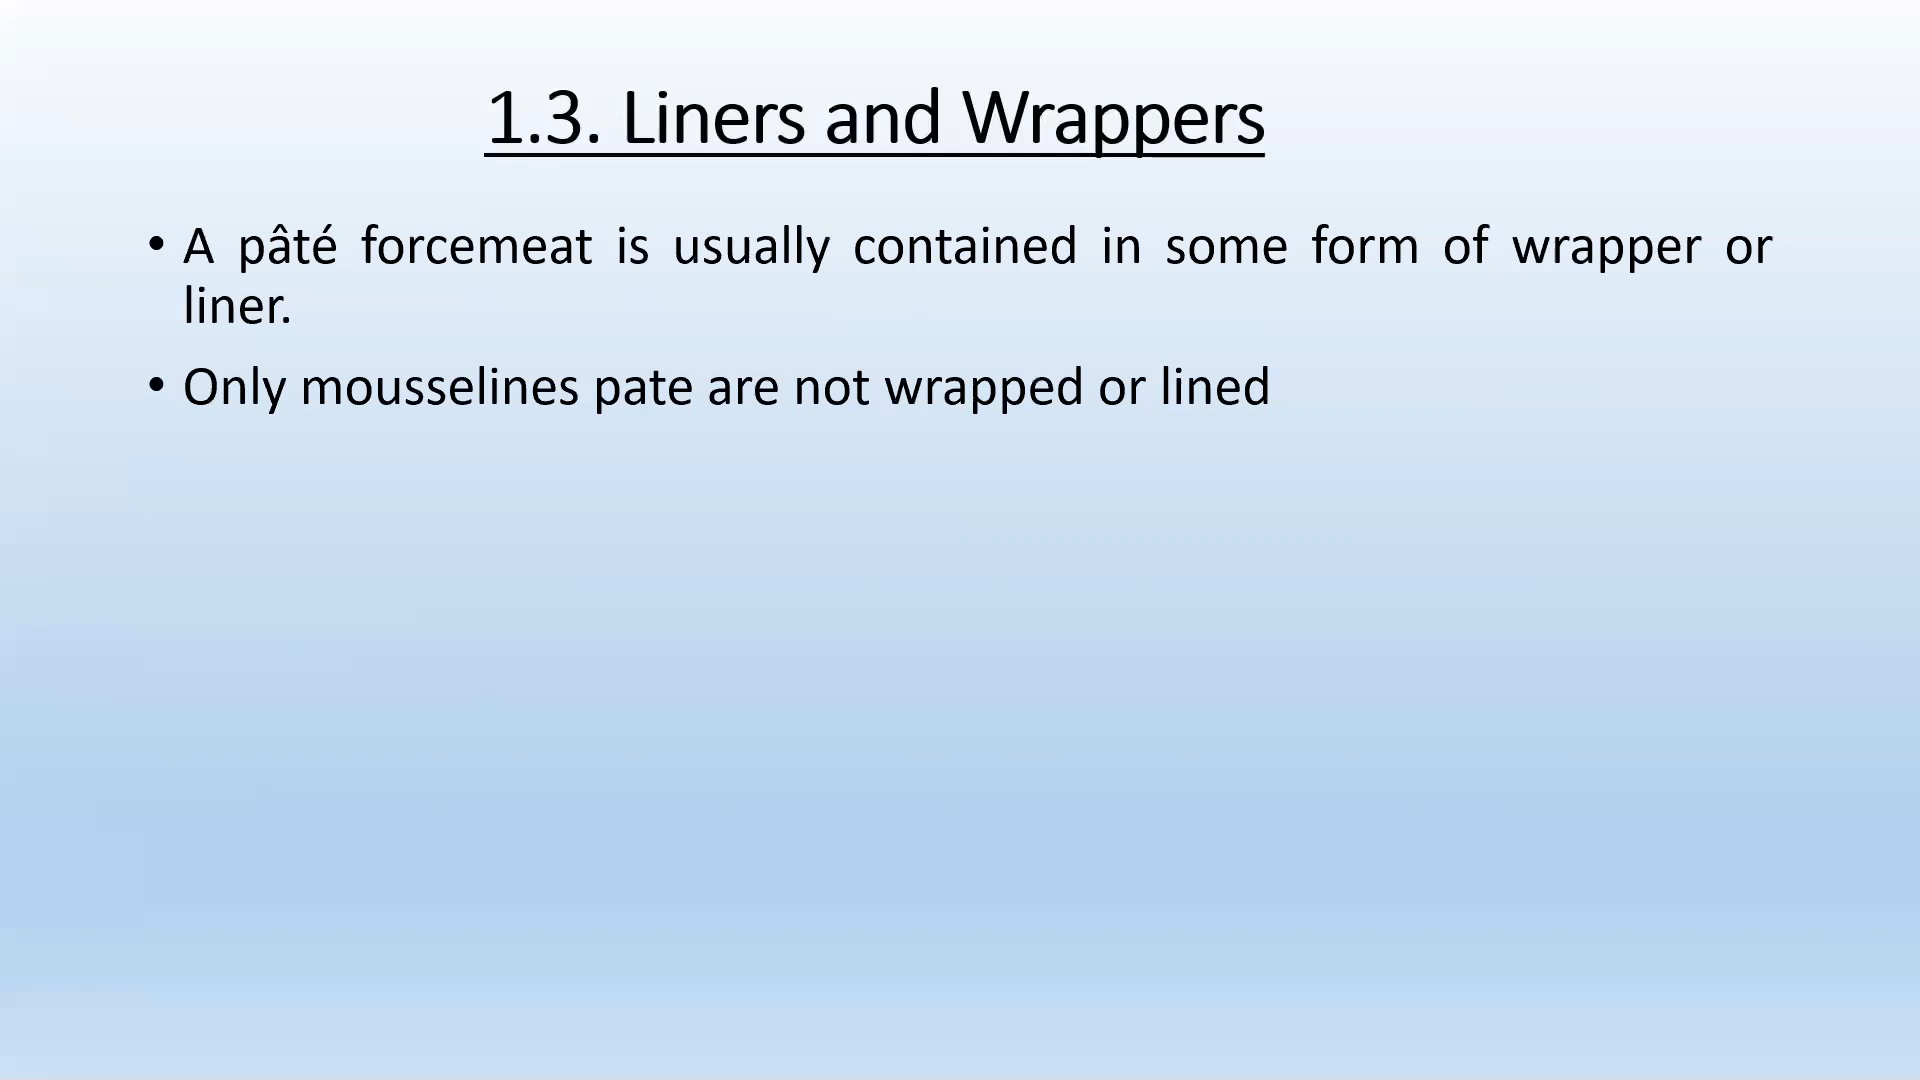 1.3. Liners and Wrappers
• A pâté forcemeat is usually contained in some form of wrapper or
liner.
• Only mousselines pate are not wrapped or lined